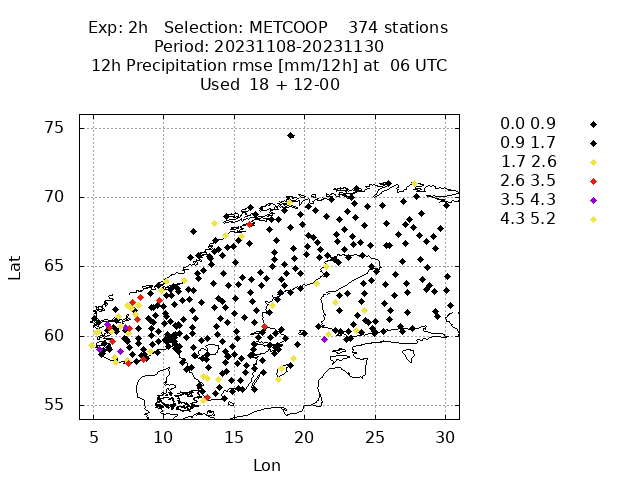 Exp: 2h   Selection: METCOOP    374 stations
Period: 20231108-20231130
12h Precipitation rmse [mm/12h] at  06 UTC
Used  18 + 12-00
0.0 0.9
0.9 1.7
1.7 2.6
2.6 3.5
3.5 4.3
4.3 5.2
75
70
65
60
55
Lat
5 10 15 20 25 30
Lon